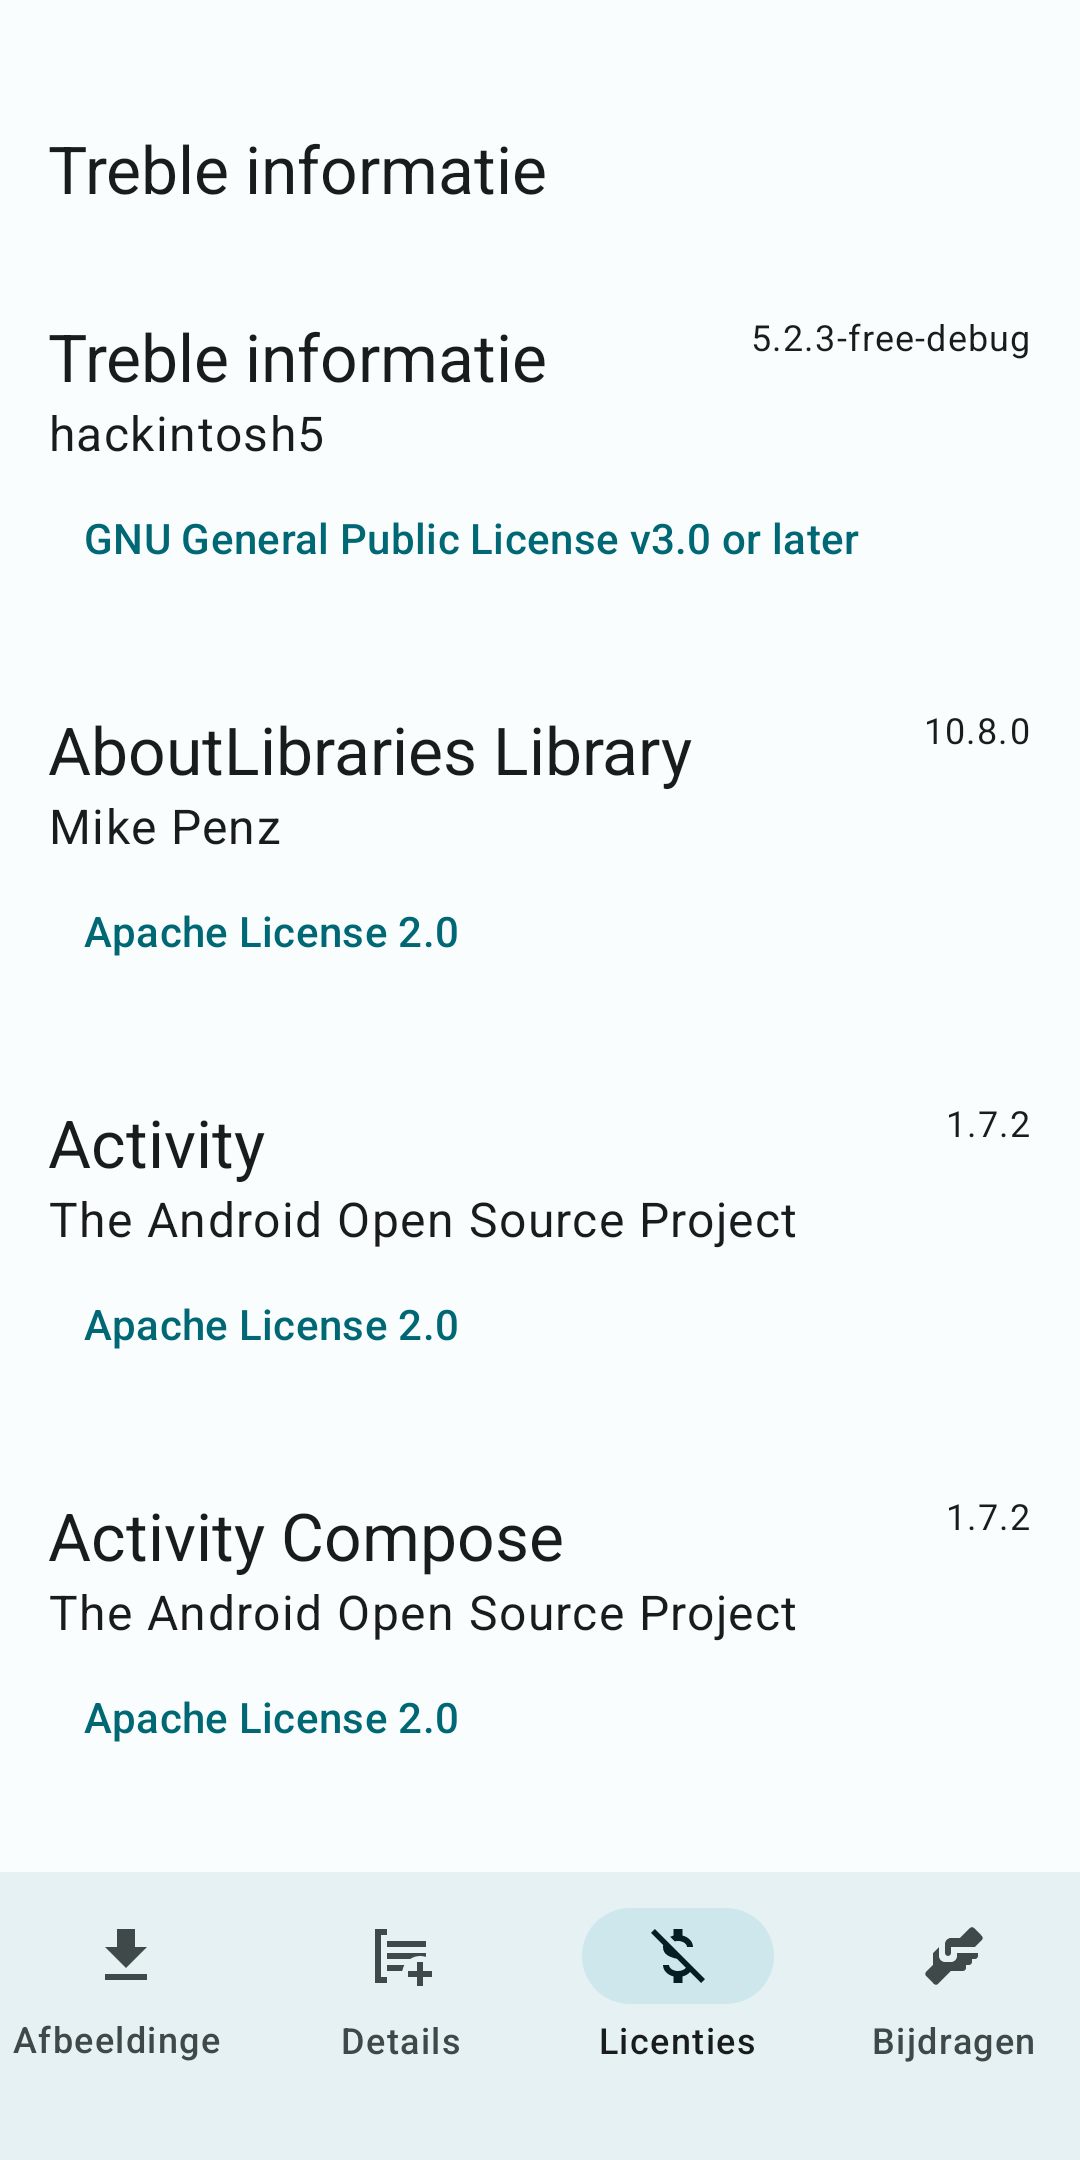 Treble informatie
Treble informatie
5.2.3-free-debug
hackintosh5
GNU General Public License v3.0 or later
AboutLibraries Library
10.8.0
Mike Penz
Apache License 2.0
Activity
1.7.2
The Android Open Source Project
Apache License 2.0
Activity Compose
1.7.2
The Android Open Source Project
Apache License 2.0
Afbeeldinge
Details
Licenties
Bijdragen